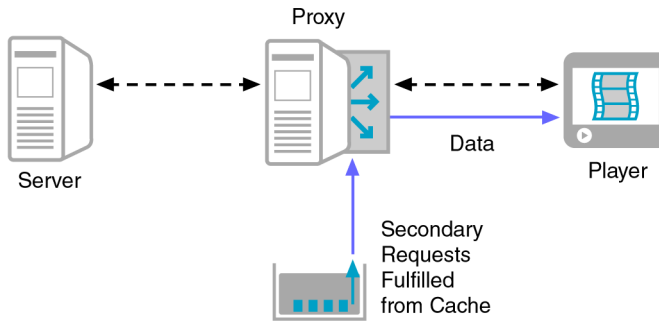 Proxy
Server
Data
Player
Secondary
Requests
Fulfilled
from Cache